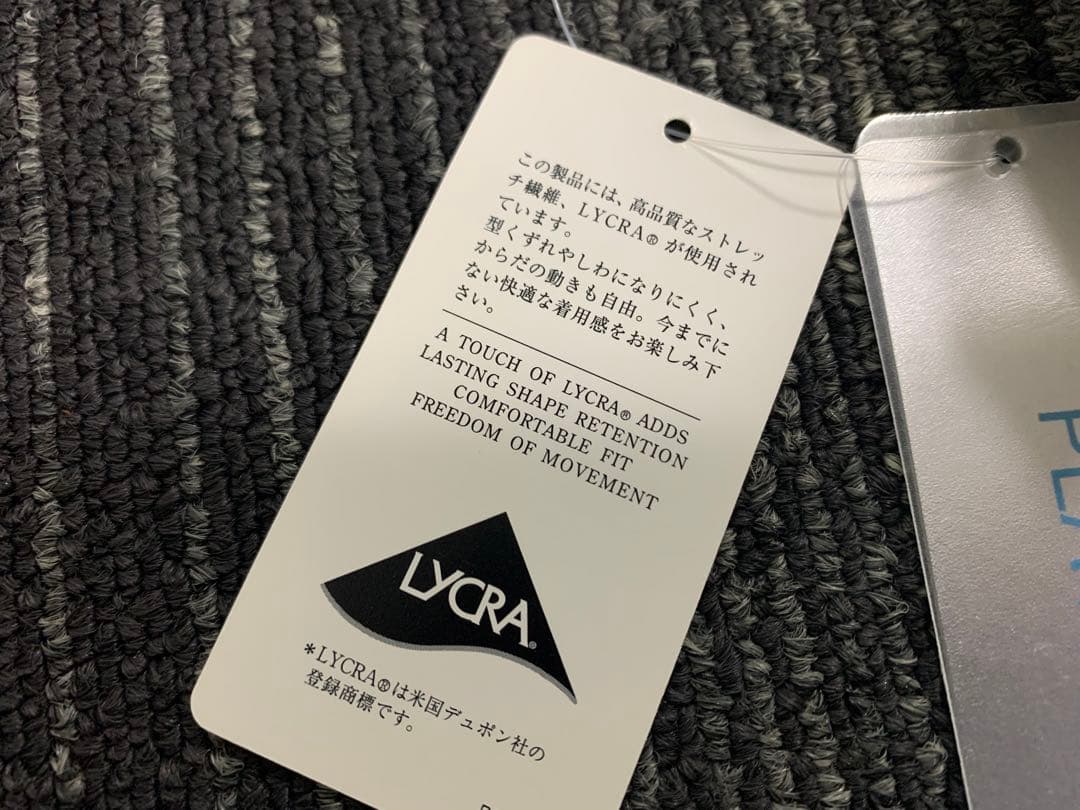 この製品には、高品質なストレッ
チ繊維、LYCRA®が使用され
ています。
型くずれやしわになりにくく、
からだの動きも自由。今までに
ない快適な着用感をお楽しみ下
さい。
A TOUCH OF LYCRA® ADDS
LASTING SHAPE RETENTION
COMFORTABLE FIT
FREEDOM OF MOVEMENT
LYCRA®
*LYCRA®は米国デュポン社の
登録商標です。